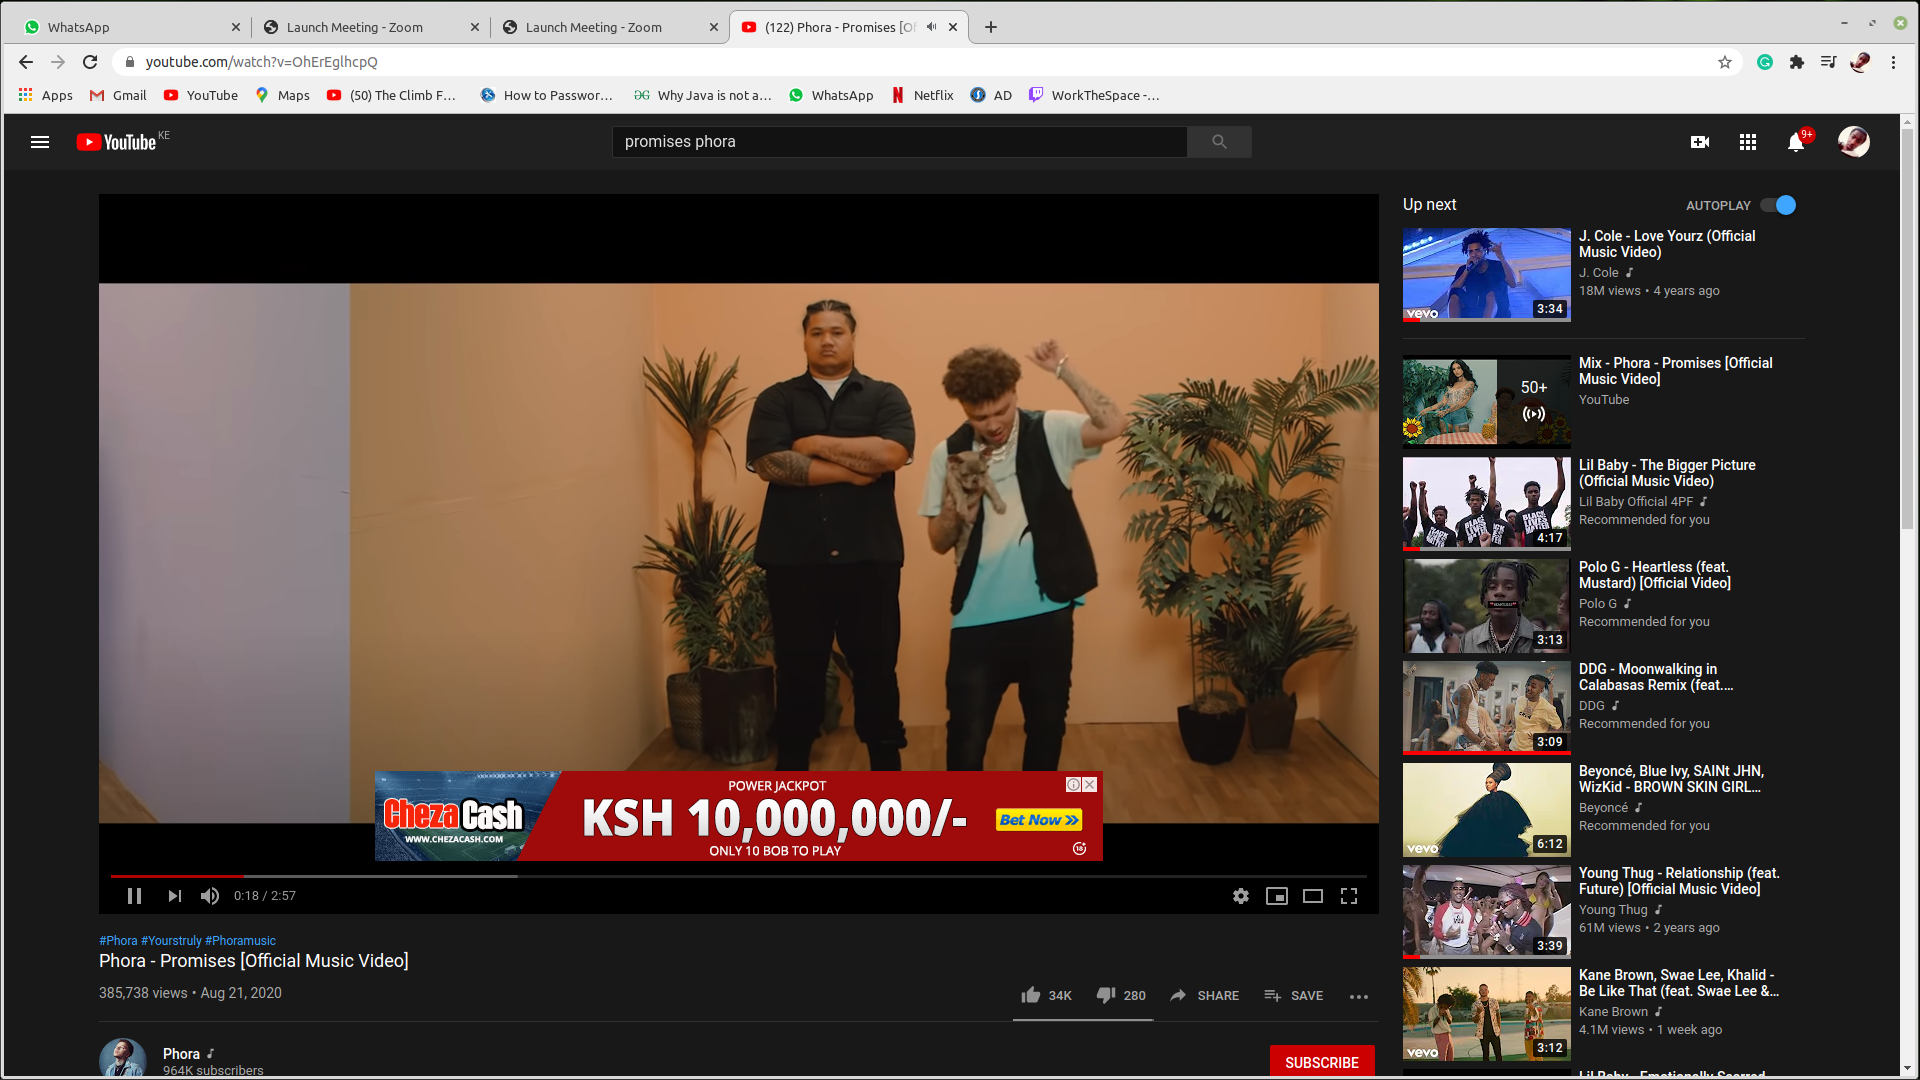 WhatsApp
Launch Meeting - Zoom
Launch Meeting - Zoom
(122) Phora - Promises [Of
youtube.com/watch?v=OhErEglhcpQ
Apps
Gmail
YouTube
Maps
(50) The Climb F...
How to Passwor...
Why Java is not a...
WhatsApp
Netflix
AD
WorkTheSpace -...
YouTube KE
promises phora
9+
Up next
AUTOPLAY
J. Cole - Love Yourz (Official
Music Video)
J. Cole
18M views • 4 years ago
vevo
3:34
Mix - Phora - Promises [Official
Music Video]
YouTube
50+
Lil Baby - The Bigger Picture
(Official Music Video)
Lil Baby Official 4PF
Recommended for you
BLACK LIVES MATTER
4:17
Polo G - Heartless (feat.
Mustard) [Official Video]
Polo G
Recommended for you
3:13
DDG - Moonwalking in
Calabasas Remix (feat....
DDG
Recommended for you
3:09
Beyoncé, Blue Ivy, SAINt JHN,
WizKid - BROWN SKIN GIRL...
Beyoncé
Recommended for you
vevo
6:12
Young Thug - Relationship (feat.
Future) [Official Music Video]
Young Thug
61M views • 2 years ago
3:39
Kane Brown, Swae Lee, Khalid -
Be Like That (feat. Swae Lee &...
Kane Brown
4.1M views • 1 week ago
vevo
3:12
Lil Baby - Emotionally Scarred
ChezaCash
WWW.CHEZACASH.COM
POWER JACKPOT
KSH 10,000,000/-
ONLY 10 BOB TO PLAY
Bet Now >>
18
0:18 / 2:57
#Phora #Yourstruly #Phoramusic
Phora - Promises [Official Music Video]
385,738 views • Aug 21, 2020
34K
280
SHARE
SAVE
Phora
964K subscribers
SUBSCRIBE